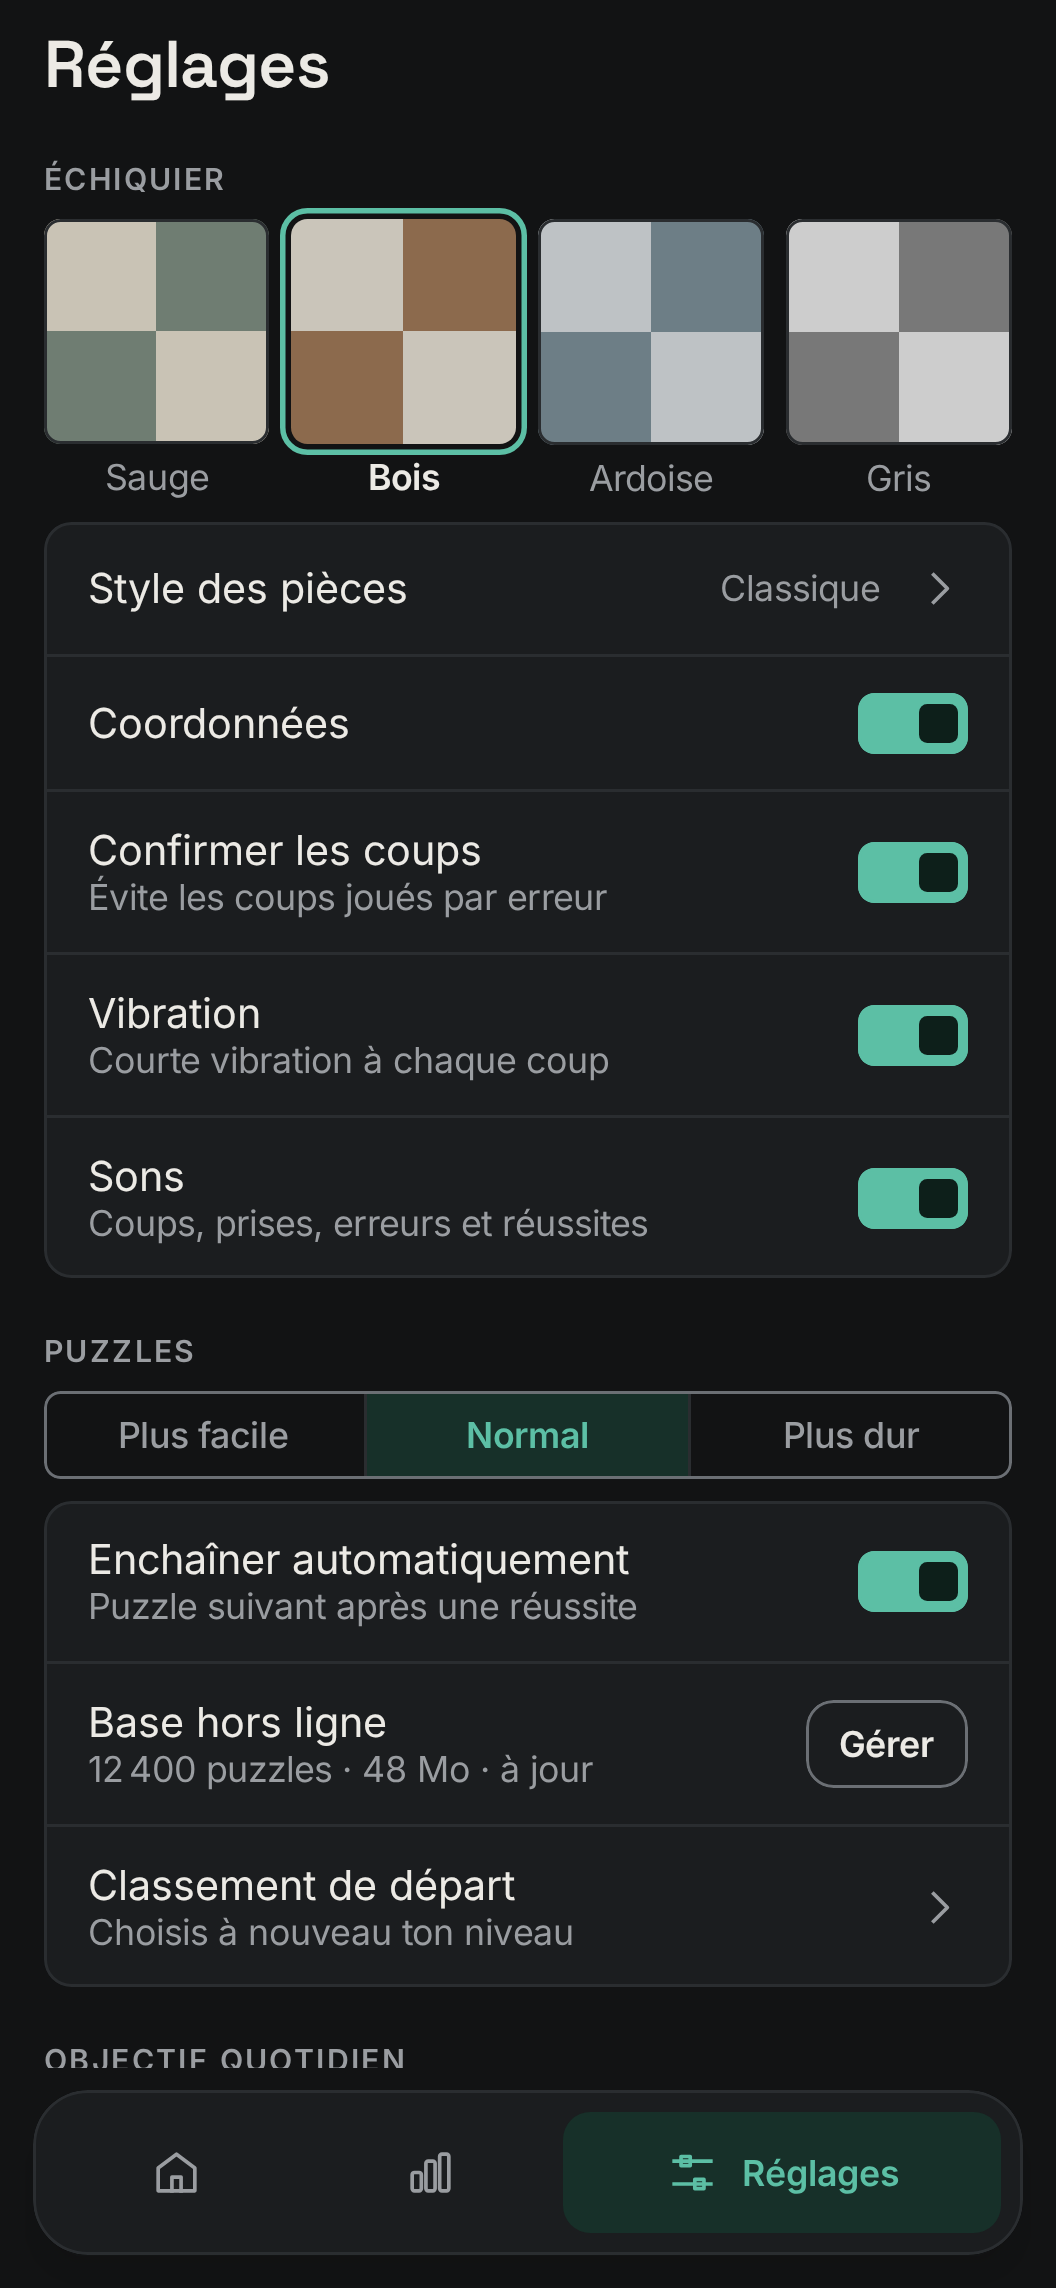 Réglages
ÉCHIQUIER
Sauge
Bois
Ardoise
Gris
Style des pièces
Classique
Coordonnées
Confirmer les coups
Évite les coups joués par erreur
Vibration
Courte vibration à chaque coup
Sons
Coups, prises, erreurs et réussites
PUZZLES
Plus facile
Normal
Plus dur
Enchaîner automatiquement
Puzzle suivant après une réussite
Base hors ligne
12 400 puzzles · 48 Mo · à jour
Gérer
Classement de départ
Choisis à nouveau ton niveau
OBJECTIF QUOTIDIEN
Réglages